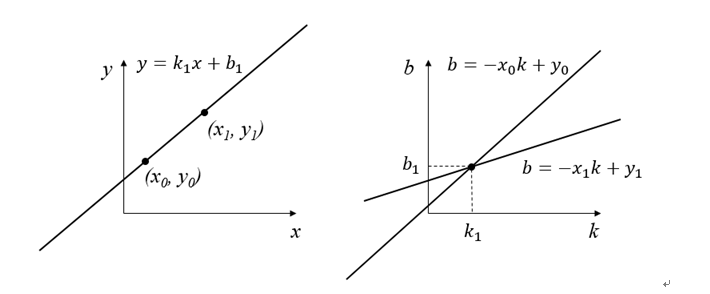 y
y = k₁x + b₁
(x₁, y₁)
(x₀, y₀)
x
b
b = −x₀k + y₀
b₁
b = −x₁k + y₁
k₁
k
↵